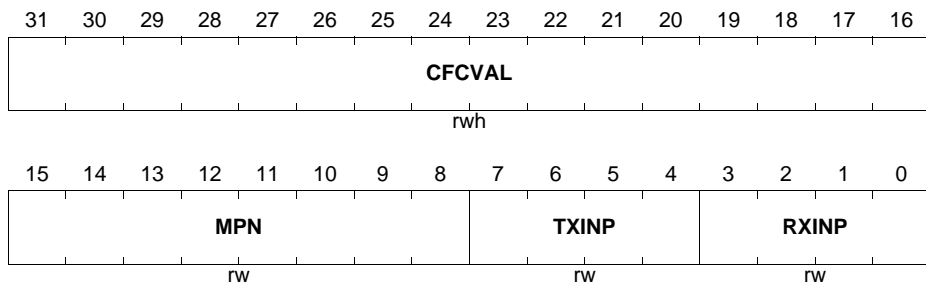 31 30 29 28 27 26 25 24 23 22 21 20 19 18 17 16
CFCVAL
rwh
15 14 13 12 11 10 9 8 7 6 5 4 3 2 1 0
MPN TXINP RXINP
rw rw rw